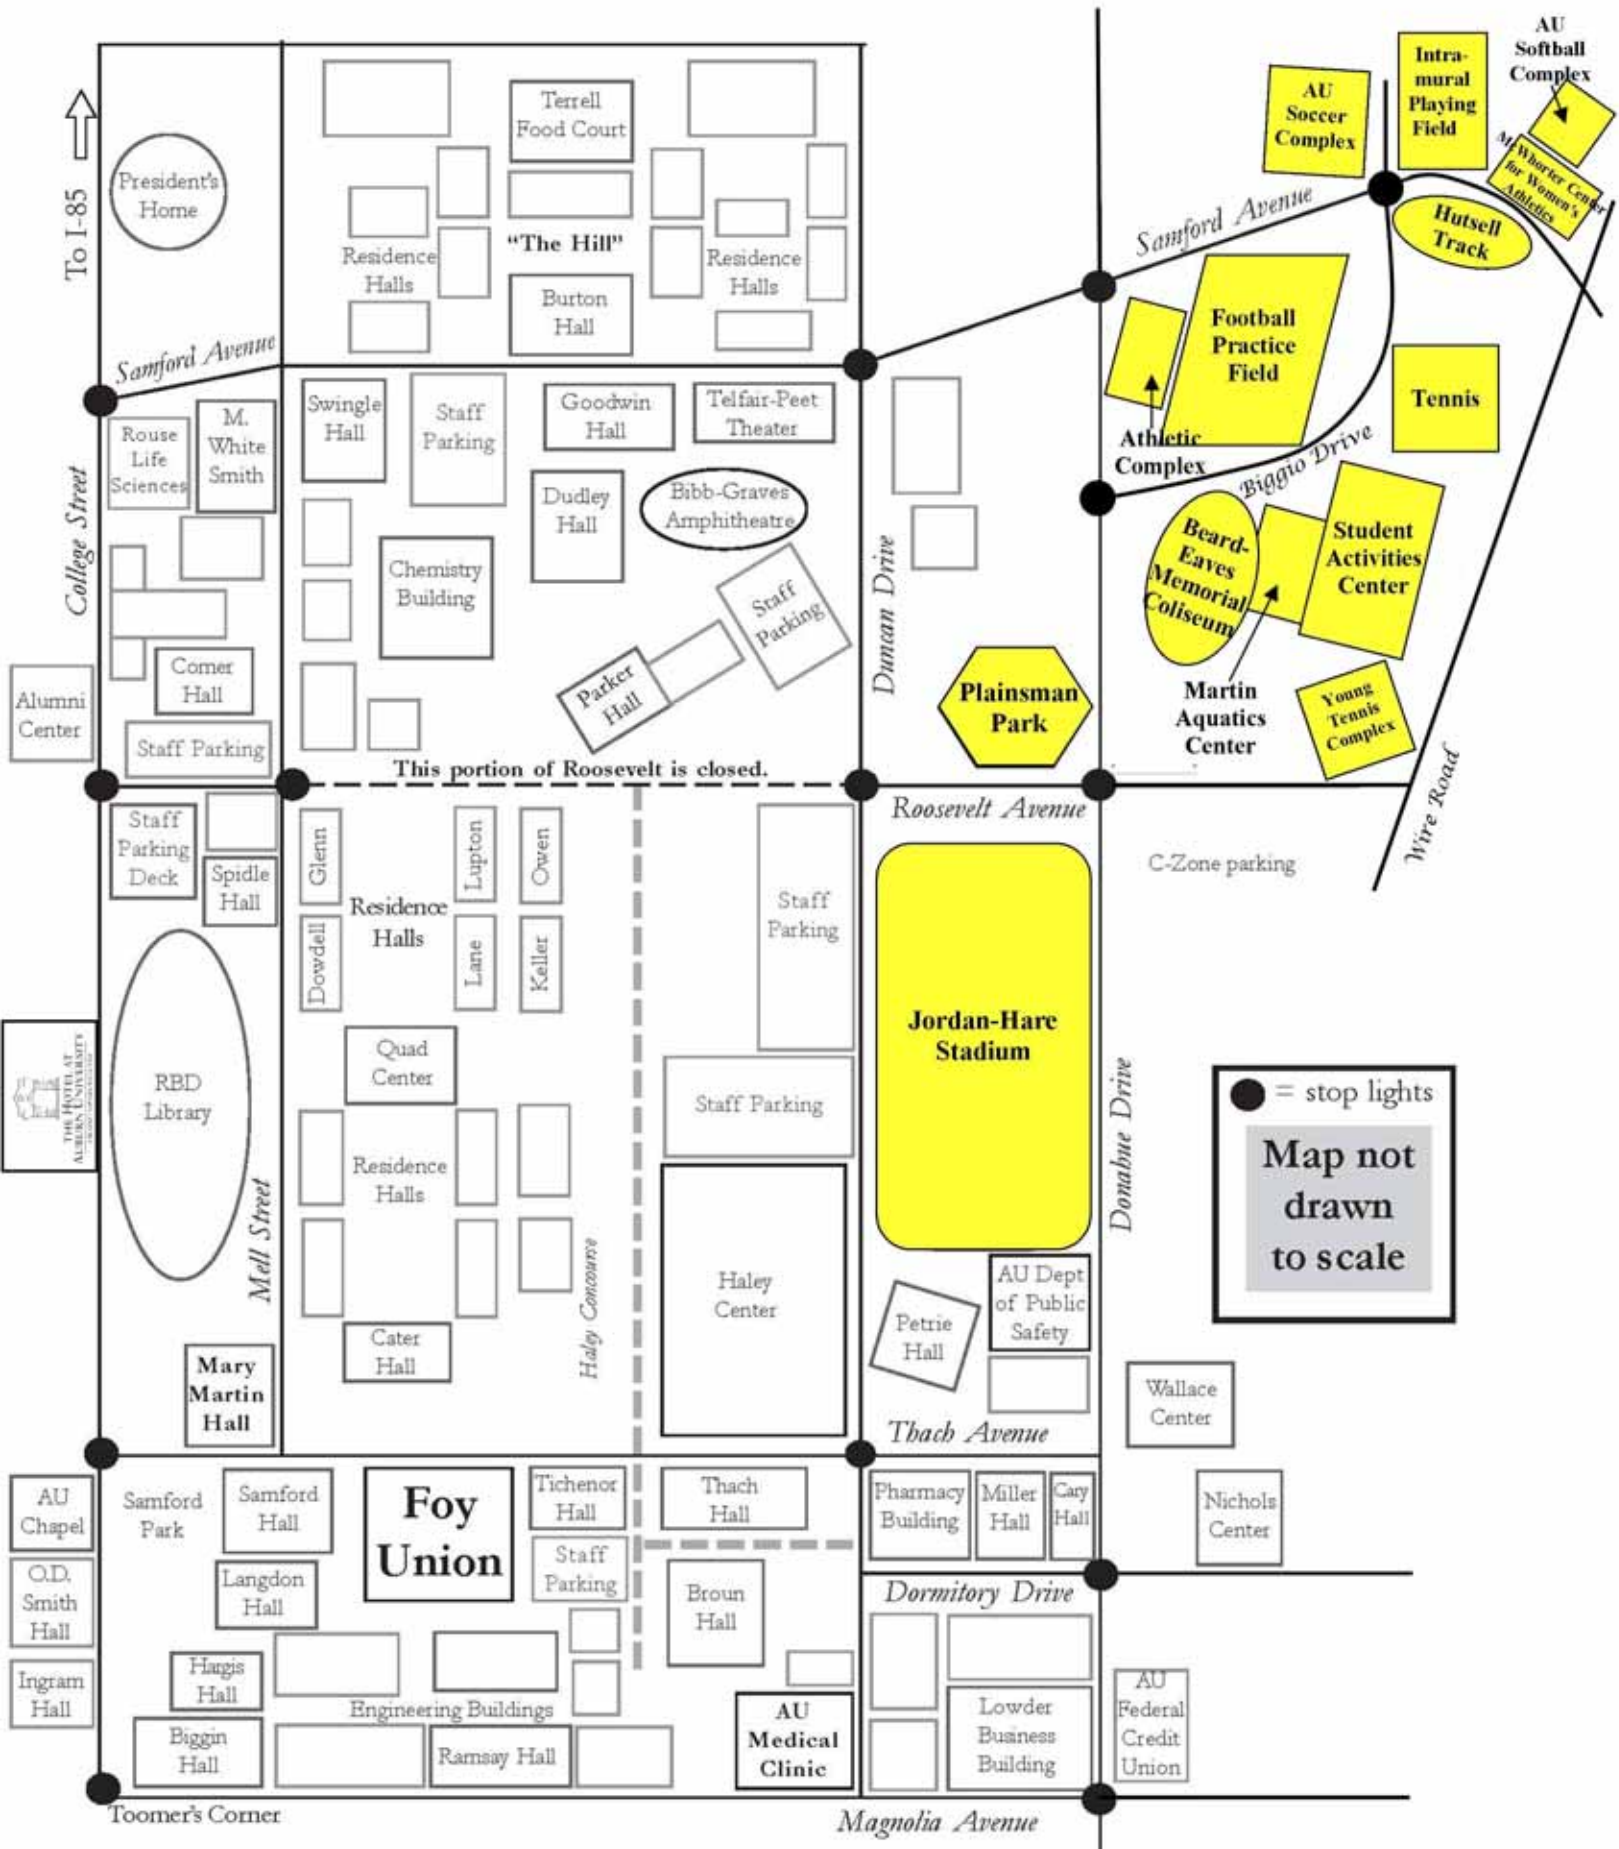 To I-85
President's
Home
Terrell
Food Court
"The Hill"
Residence
Halls
Residence
Halls
Burton
Hall
Samford Avenue
Samford Avenue
AU
Soccer
Complex
Intra-
mural
Playing
Field
AU
Softball
Complex
McWhorter Center
for Women's
Athletics
Hutsell
Track
Football
Practice
Field
Athletic
Complex
Tennis
Biggio Drive
Beard-
Eaves
Memorial
Coliseum
Student
Activities
Center
Martin
Aquatics
Center
Young
Tennis
Complex
Wire Road
Plainsman
Park
College Street
Rouse
Life
Sciences
M.
White
Smith
Swingle
Hall
Staff
Parking
Goodwin
Hall
Telfair-Peet
Theater
Dudley
Hall
Bibb-Graves
Amphitheatre
Chemistry
Building
Staff
Parking
Parker
Hall
Duncan Drive
Alumni
Center
Comer
Hall
Staff Parking
This portion of Roosevelt is closed.
Roosevelt Avenue
C-Zone parking
Staff
Parking
Deck
Spidle
Hall
Glenn
Dowdell
Residence
Halls
Lupton
Lane
Owen
Keller
Staff
Parking
Jordan-Hare
Stadium
THE HOTEL AT
AUBURN UNIVERSITY
RBD
Library
Quad
Center
Staff Parking
Residence
Halls
Mell Street
Haley Concourse
Haley
Center
Donahue Drive
= stop lights
Map not
drawn
to scale
Cater
Hall
Mary
Martin
Hall
Petrie
Hall
AU Dept
of Public
Safety
Wallace
Center
Thach Avenue
AU
Chapel
Samford
Park
Samford
Hall
Foy
Union
Tichenor
Hall
Thach
Hall
Pharmacy
Building
Miller
Hall
Cary
Hall
Nichols
Center
O.D.
Smith
Hall
Langdon
Hall
Staff
Parking
Broun
Hall
Dormitory Drive
Ingram
Hall
Hargis
Hall
Engineering Buildings
Biggin
Hall
Ramsay Hall
AU
Medical
Clinic
Lowder
Business
Building
AU
Federal
Credit
Union
Toomer's Corner
Magnolia Avenue